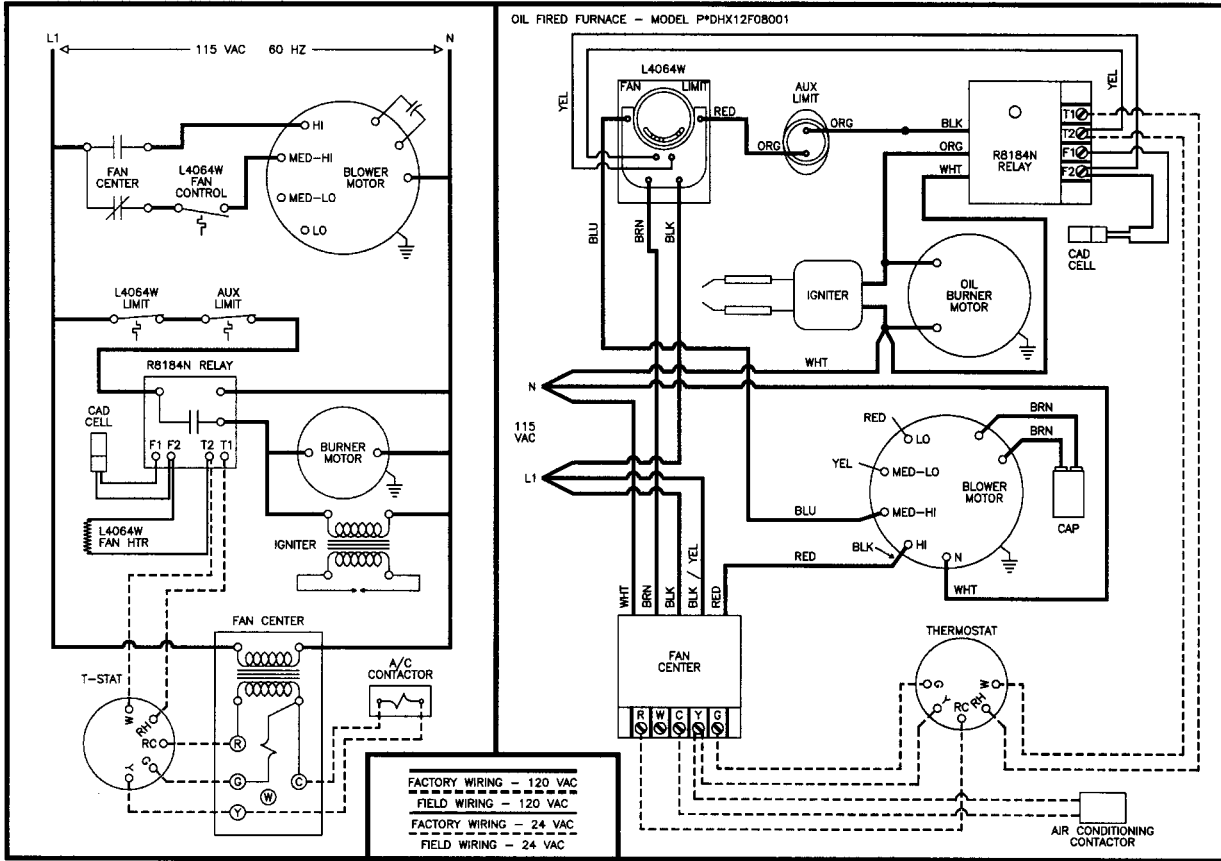 L1
115 VAC 60 HZ
N
HI
MED-HI
MED-LO
LO
BLOWER
MOTOR
FAN
CENTER
L4064W
FAN
CONTROL
L4064W
LIMIT
AUX
LIMIT
R8184N RELAY
CAD
CELL
F1 F2 T2 T1
BURNER
MOTOR
L4064W
FAN HTR
IGNITER
FAN CENTER
A/C
CONTACTOR
T-STAT
W
RH
RC
G
Y
R
G
C
W
Y
FACTORY WIRING - 120 VAC
FIELD WIRING - 120 VAC
FACTORY WIRING - 24 VAC
FIELD WIRING - 24 VAC
OIL FIRED FURNACE - MODEL P*DHX12F08001
L4064W
FAN LIMIT
YEL
RED
AUX
LIMIT
ORG
ORG
BLK
ORG
WHT
YEL
R8184N
RELAY
T1
T2
F1
F2
CAD
CELL
BLU
BRN
BLK
IGNITER
OIL
BURNER
MOTOR
WHT
N
115
VAC
L1
RED
LO
YEL
MED-LO
BLU
MED-HI
BLK
HI
N
BLOWER
MOTOR
BRN
BRN
CAP
RED
WHT
WHT
BRN
BLK
BLK / YEL
RED
FAN
CENTER
R W C Y G
THERMOSTAT
G
Y
RC
RH
W
AIR CONDITIONING
CONTACTOR